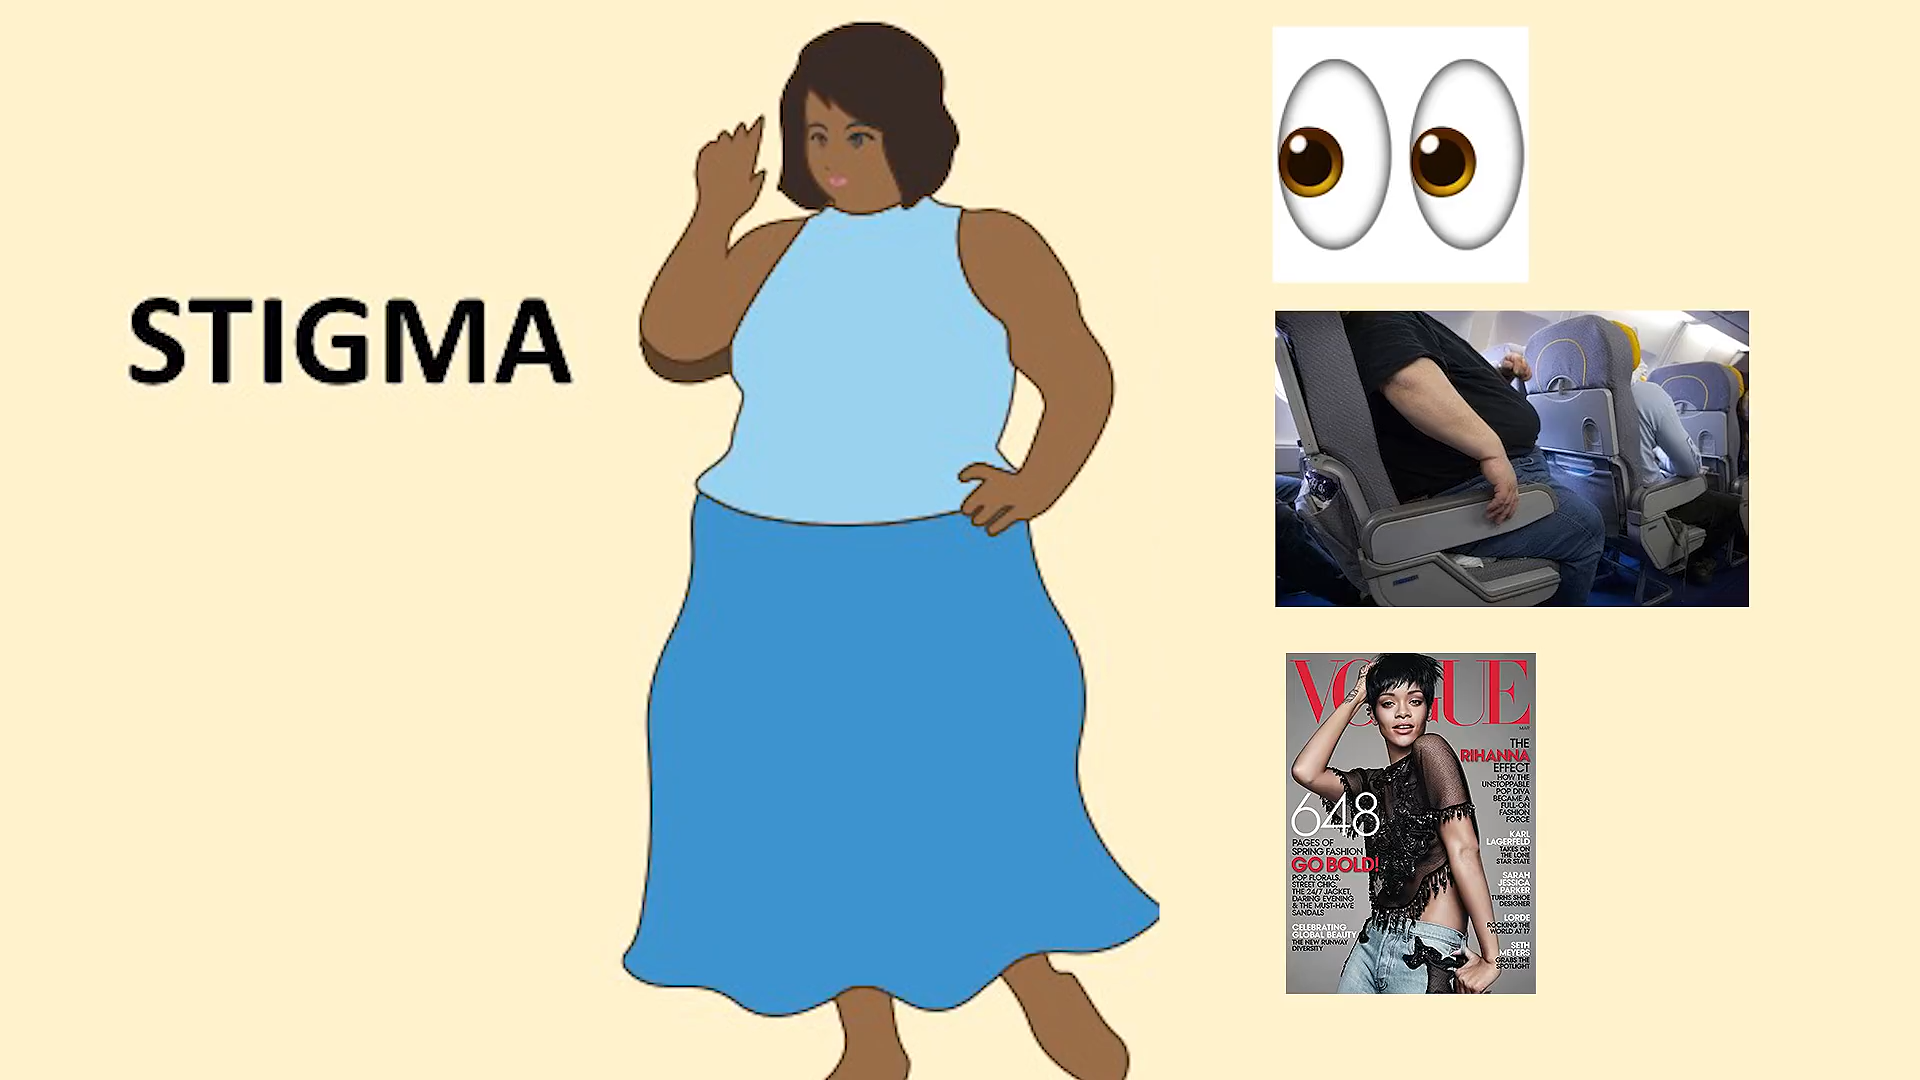 STIGMA
VOGUE
THE
RIHANNA
EFFECT
HOW THE
UNSTOPPABLE
POP DIVA
BECAME A
FULL-ON
FASHION
FORCE
648
PAGES OF
SPRING FASHION
GO BOLD!
POP FLORALS,
STREET CHIC,
THE 24/7 JACKET,
DARING EVENING
& THE MUST-HAVE
SANDALS
CELEBRATING
GLOBAL BEAUTY
THE NEW RUNWAY
DIVERSITY
KARL
LAGERFELD
TAKES ON
THE LONE
STAR STATE
SARAH
JESSICA
PARKER
TURNS SHOE
DESIGNER
LORDE
ROCKING THE
WORLD AT 17
SETH
MEYERS
GRABS THE
SPOTLIGHT